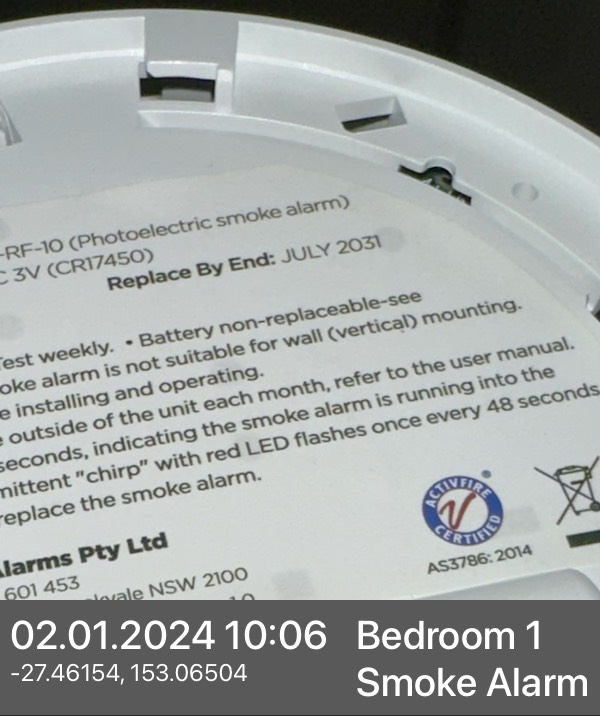 -RF-10 (Photoelectric smoke alarm)
C 3V (CR17450)
Replace By End: JULY 2031
Test weekly. • Battery non-replaceable-see
oke alarm is not suitable for wall (vertical) mounting.
e installing and operating.
e outside of the unit each month, refer to the user manual.
seconds, indicating the smoke alarm is running into the
mittent "chirp" with red LED flashes once every 48 seconds
replace the smoke alarm.
Alarms Pty Ltd
601 453
kvale NSW 2100
ACTIVFIRE
®
CERTIFIED
AS3786: 2014
02.01.2024 10:06
-27.46154, 153.06504
Bedroom 1
Smoke Alarm